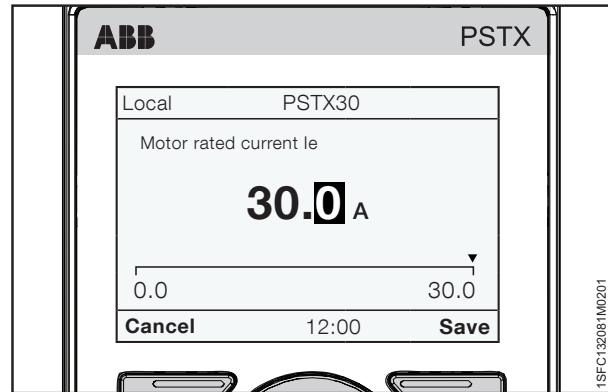 ABB PSTX
Local PSTX30
Motor rated current Ie
30.0 A
0.0 30.0
Cancel 12:00 Save
1SFC132081M0201